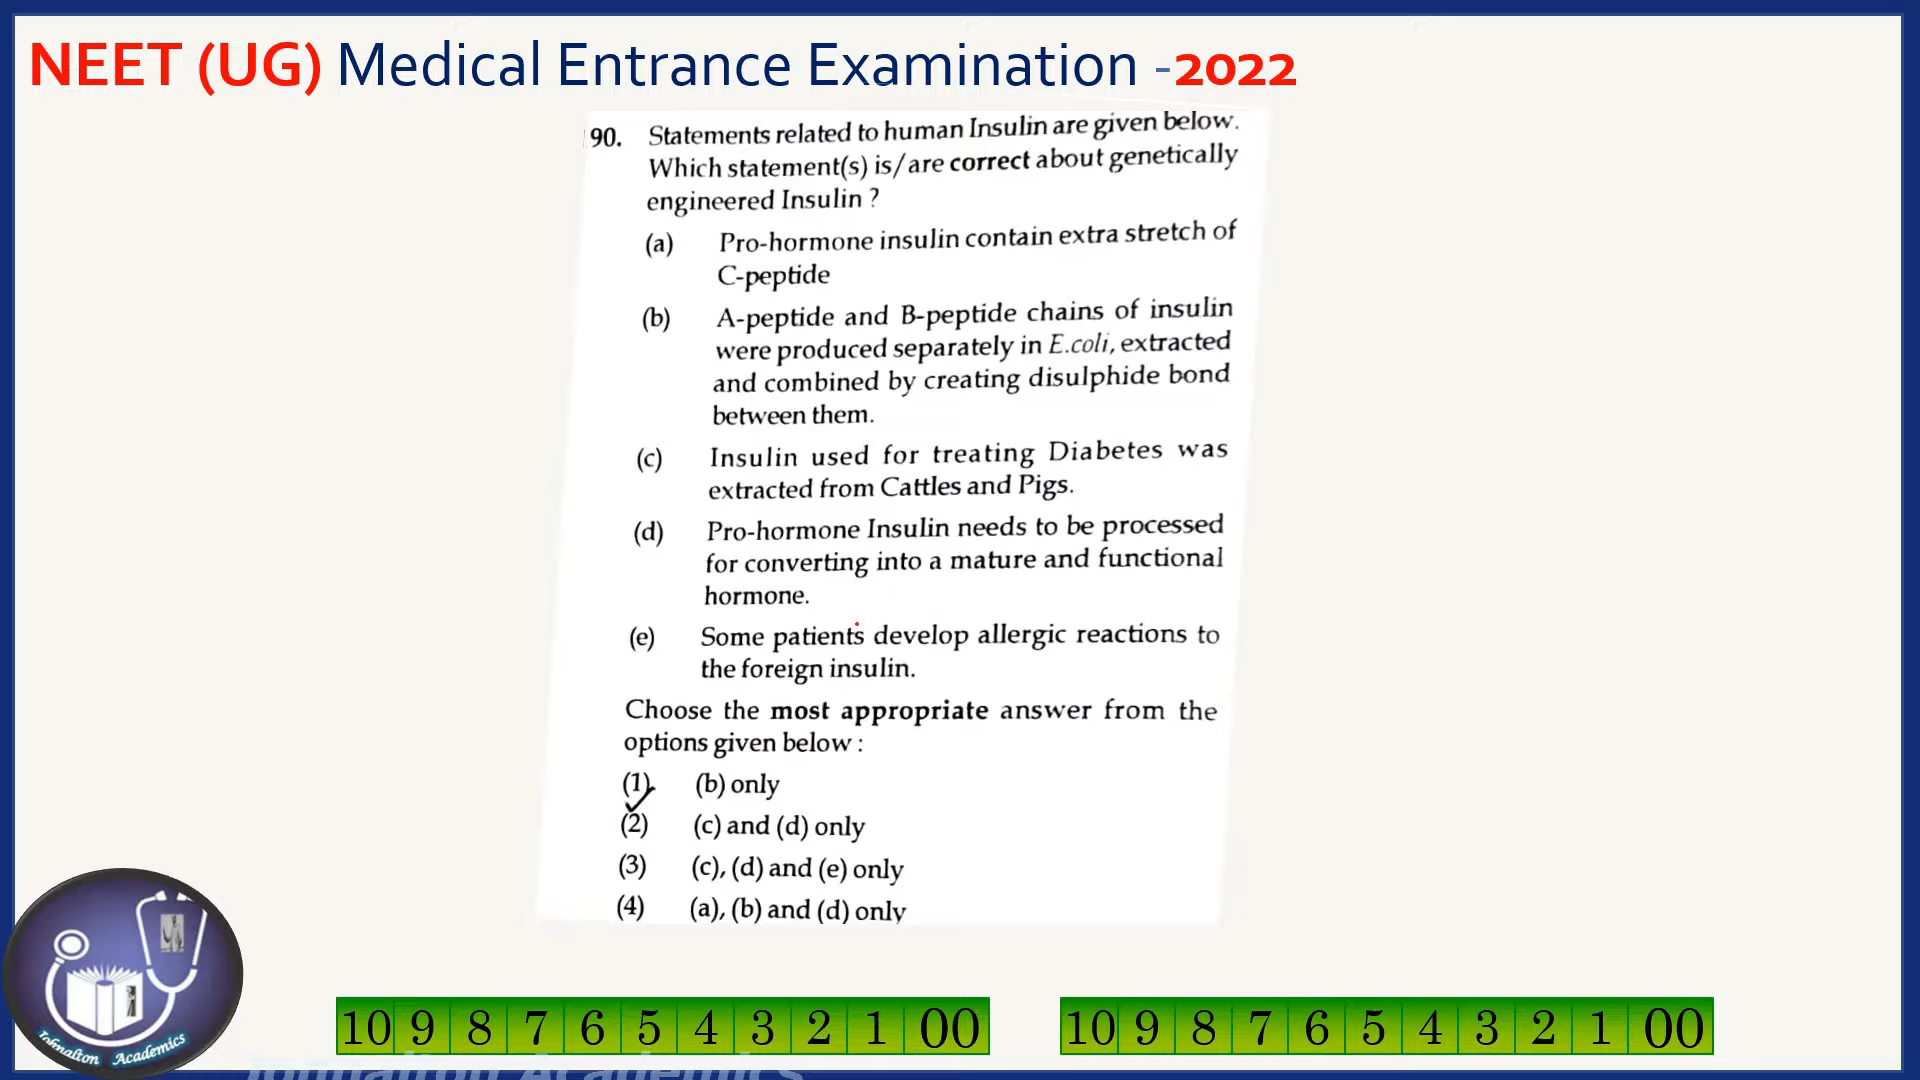 NEET (UG) Medical Entrance Examination -2022
190. Statements related to human Insulin are given below.
Which statement(s) is/are correct about genetically
engineered Insulin ?
(a) Pro-hormone insulin contain extra stretch of
C-peptide
(b) A-peptide and B-peptide chains of insulin
were produced separately in E.coli, extracted
and combined by creating disulphide bond
between them.
(c) Insulin used for treating Diabetes was
extracted from Cattles and Pigs.
(d) Pro-hormone Insulin needs to be processed
for converting into a mature and functional
hormone.
(e) Some patients develop allergic reactions to
the foreign insulin.
Choose the most appropriate answer from the
options given below :
(1) (b) only
(2) (c) and (d) only
(3) (c), (d) and (e) only
(4) (a), (b) and (d) only
10 9 8 7 6 5 4 3 2 1 00
10 9 8 7 6 5 4 3 2 1 00
Johnalton Academics
Johnalton Academics